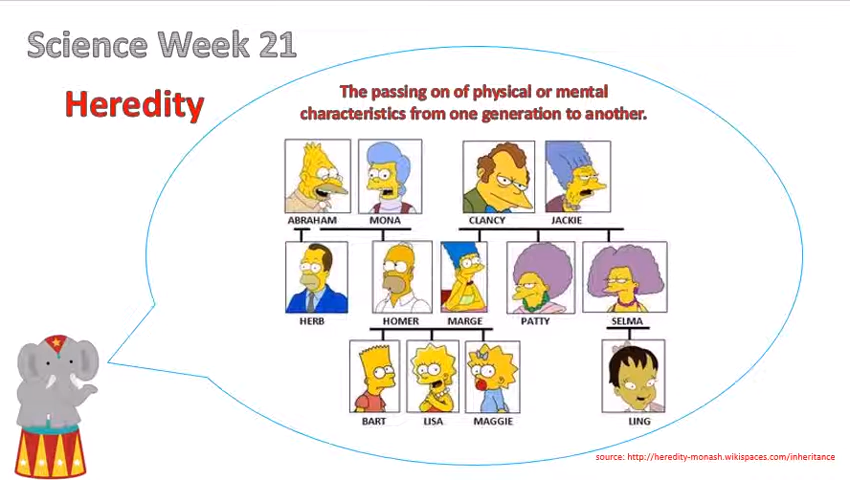 Science Week 21
Heredity
The passing on of physical or mental
characteristics from one generation to another.
ABRAHAM MONA CLANCY JACKIE
HERB HOMER MARGE PATTY SELMA
BART LISA MAGGIE LING
source: http://heredity-monash.wikispaces.com/inheritance